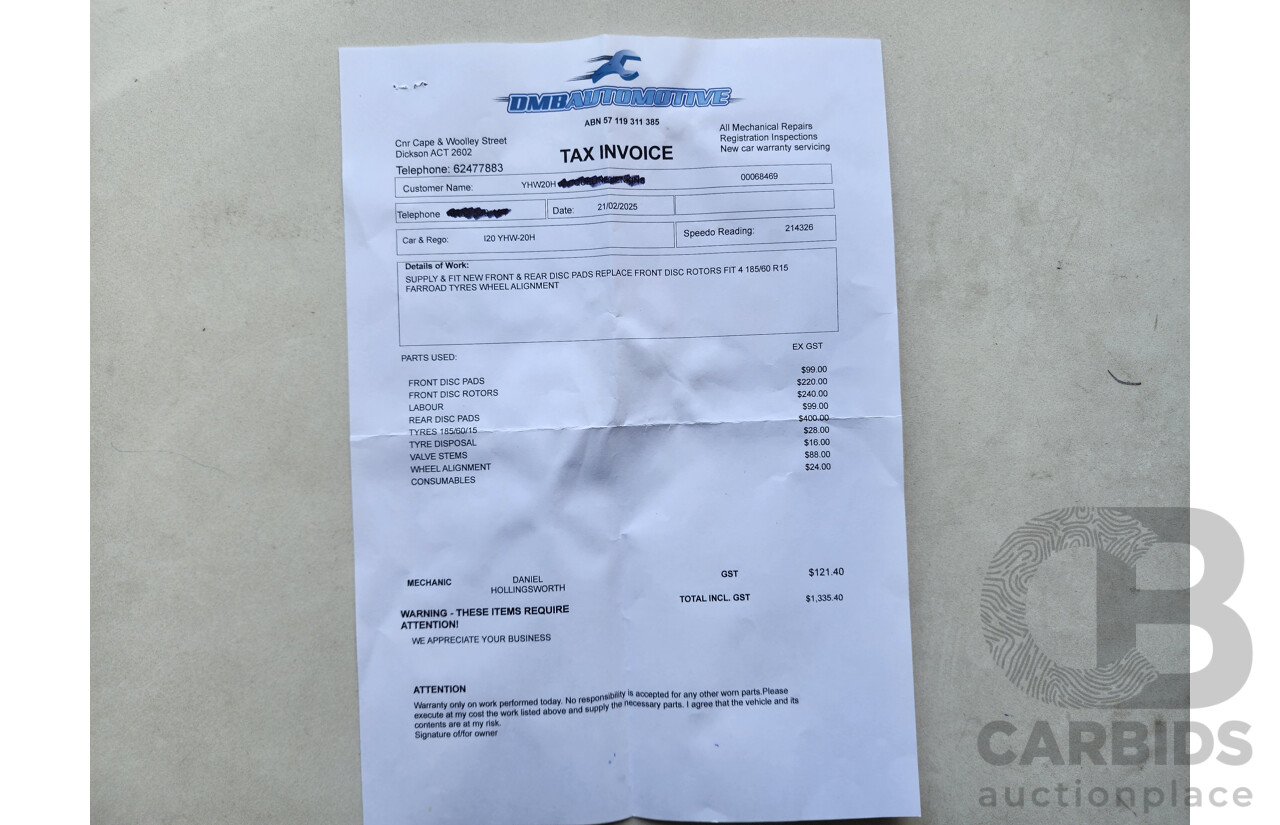 DMBAUTOMOTIVE
ABN 57 119 311 385
Cnr Cape & Woolley Street
Dickson ACT 2602
Telephone: 62477883
TAX INVOICE
All Mechanical Repairs
Registration Inspections
New car warranty servicing
Customer Name: YHW20H 00068469
Telephone Date: 21/02/2025
Car & Rego: I20 YHW-20H Speedo Reading: 214326
Details of Work:
SUPPLY & FIT NEW FRONT & REAR DISC PADS REPLACE FRONT DISC ROTORS FIT 4 185/60 R15
FARROAD TYRES WHEEL ALIGNMENT
PARTS USED: EX GST
FRONT DISC PADS $99.00
FRONT DISC ROTORS $220.00
LABOUR $240.00
REAR DISC PADS $99.00
TYRES 185/60/15 $400.00
TYRE DISPOSAL $28.00
VALVE STEMS $16.00
WHEEL ALIGNMENT $88.00
CONSUMABLES $24.00
MECHANIC DANIEL
HOLLINGSWORTH
GST $121.40
TOTAL INCL. GST $1,335.40
WARNING - THESE ITEMS REQUIRE
ATTENTION!
WE APPRECIATE YOUR BUSINESS
ATTENTION
Warranty only on work performed today. No responsibility is accepted for any other worn parts.Please
execute at my cost the work listed above and supply the necessary parts. I agree that the vehicle and its
contents are at my risk.
Signature of/for owner
CB
CARBIDS
auctionplace